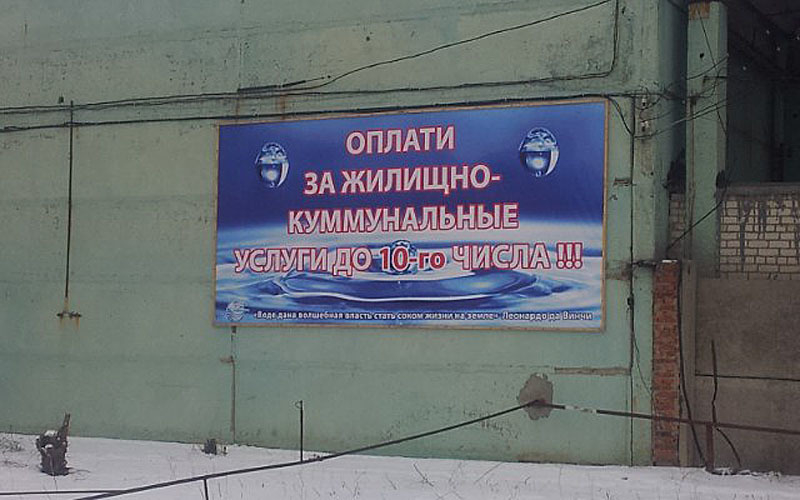 ОПЛАТИ
ЗА ЖИЛИЩНО-
КУММУНАЛЬНЫЕ
УСЛУГИ ДО 10-го ЧИСЛА !!!
«Воде дана волшебная власть стать соком жизни на земле». Леонардо да Винчи